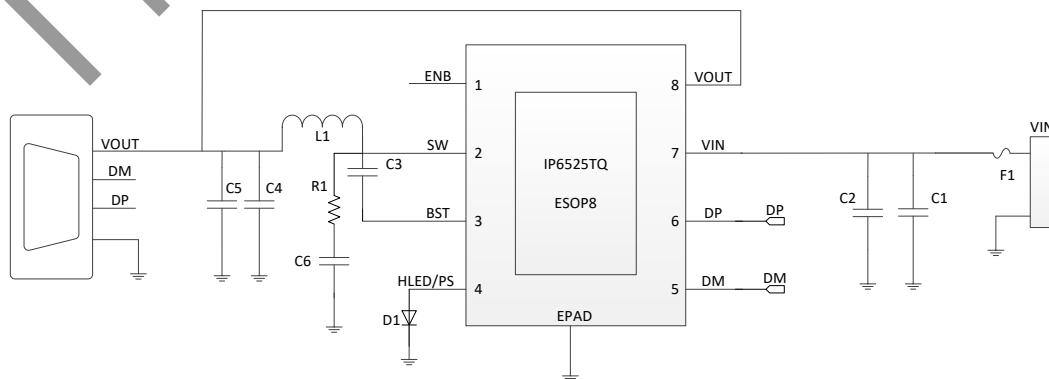 ENB
1
8
VOUT
VIN
VOUT
L1
SW
2
IP6525TQ
7
VIN
C3
F1
DM
R1
C5
C4
ESOP8
C2
C1
DP
BST
3
6
DP
DP
C6
HLED/PS
4
5
DM
DM
D1
EPAD